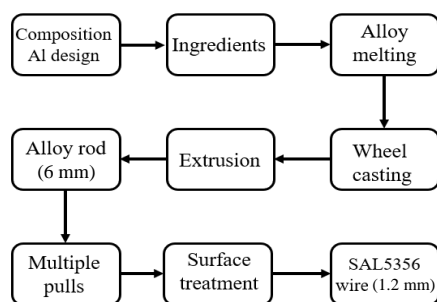 Composition
Al design
Ingredients
Alloy
melting
Wheel
casting
Extrusion
Alloy rod
(6 mm)
Multiple
pulls
Surface
treatment
SAL5356
wire (1.2 mm)